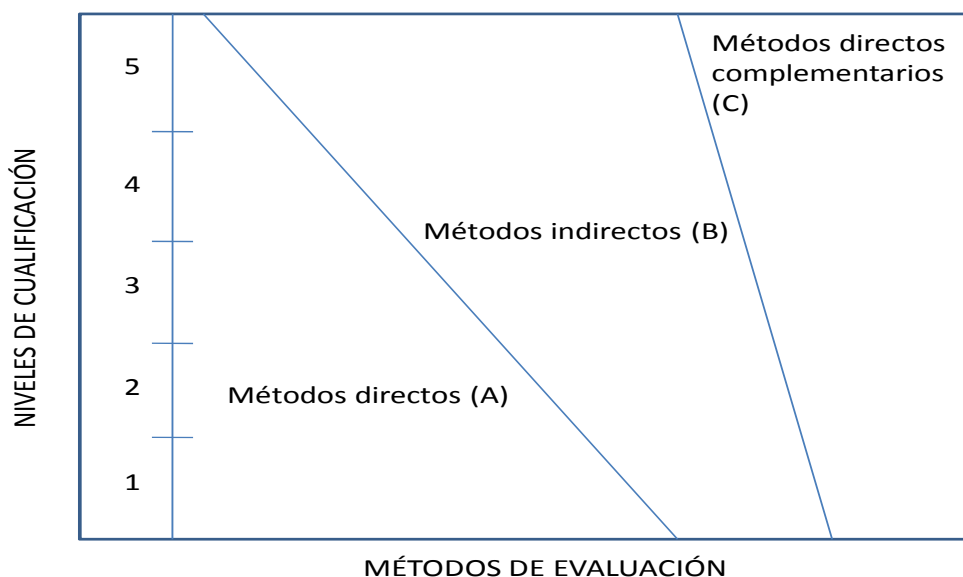 Métodos directos
complementarios
(C)
5
4
Métodos indirectos (B)
3
2
Métodos directos (A)
1
NIVELES DE CUALIFICACIÓN
MÉTODOS DE EVALUACIÓN